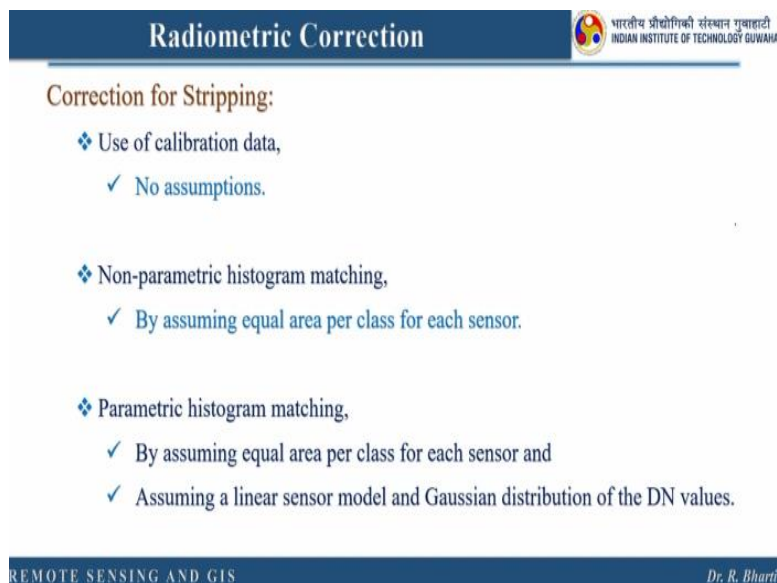 Radiometric Correction
भारतीय प्रौद्योगिकी संस्थान गुवाहाटी
INDIAN INSTITUTE OF TECHNOLOGY GUWAHA
Correction for Stripping:
❖ Use of calibration data,
✓ No assumptions.
❖ Non-parametric histogram matching,
✓ By assuming equal area per class for each sensor.
❖ Parametric histogram matching,
✓ By assuming equal area per class for each sensor and
✓ Assuming a linear sensor model and Gaussian distribution of the DN values.
REMOTE SENSING AND GIS
Dr. R. Bharti